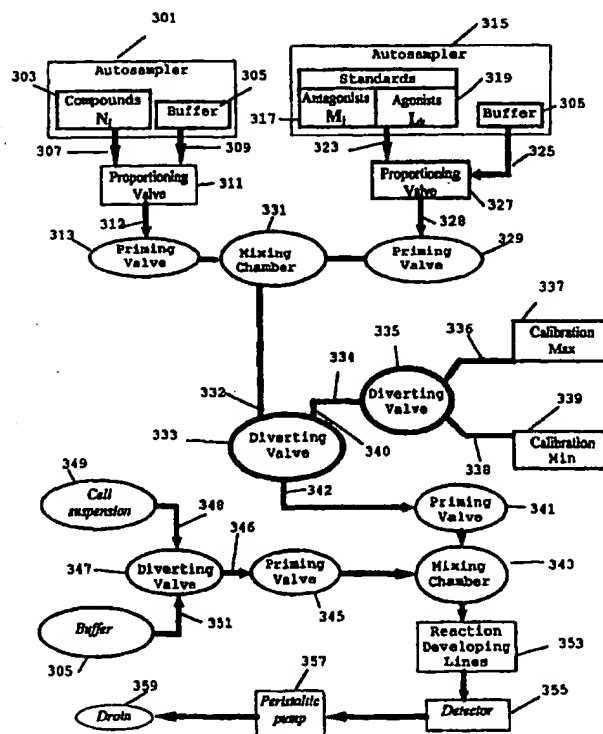 301
315
Autosampler
303
305
Compounds
N_i
Buffer
307
309
Proportioning
Valve
311
312
313
Priming
Valve
Autosampler
Standards
319
Antagonists
M_j
Agonists
317
Buffer
305
323
325
Proportioning
Valve
327
328
331
Mixing
Chamber
Priming
Valve
329
337
336
Calibration
Max
335
334
Diverting
Valve
339
332
Calibration
Min
333
Diverting
Valve
340
338
342
349
Cell
suspension
348
Priming
Valve
341
346
347
Diverting
Valve
Priming
Valve
Mixing
Chamber
343
345
351
Buffer
305
Reaction
Developing
Lines
353
357
359
Drain
Peristaltic
pump
Detector
355